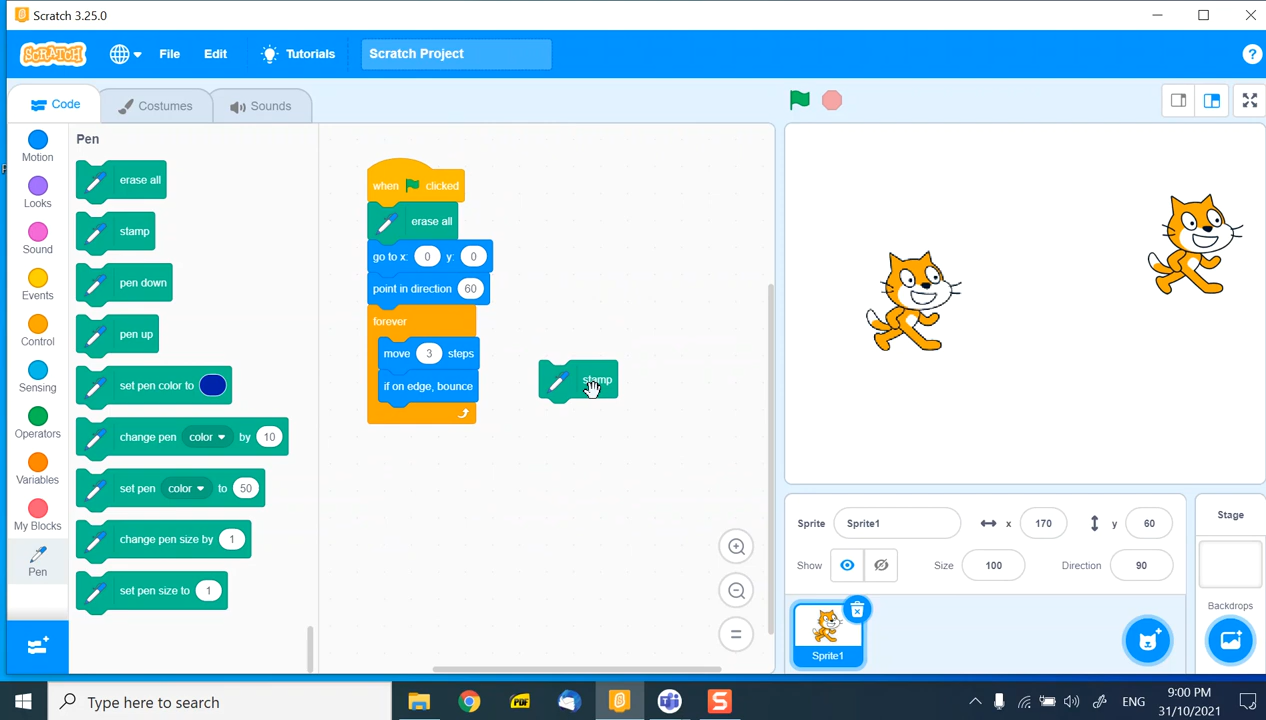 Scratch 3.25.0
SCRATCH
File
Edit
Tutorials
Scratch Project
?
Code
Costumes
Sounds
Motion
Looks
Sound
Events
Control
Sensing
Operators
Variables
My Blocks
Pen
Pen
erase all
stamp
pen down
pen up
set pen color to
change pen color by 10
set pen color to 50
change pen size by 1
set pen size to 1
when clicked
erase all
go to x: 0 y: 0
point in direction 60
forever
move 3 steps
if on edge, bounce
stamp
Sprite Sprite1 x 170 y 60
Show Size 100 Direction 90
Sprite1
Stage
Backdrops
Type here to search
PDF
S
ENG
9:00 PM
31/10/2021